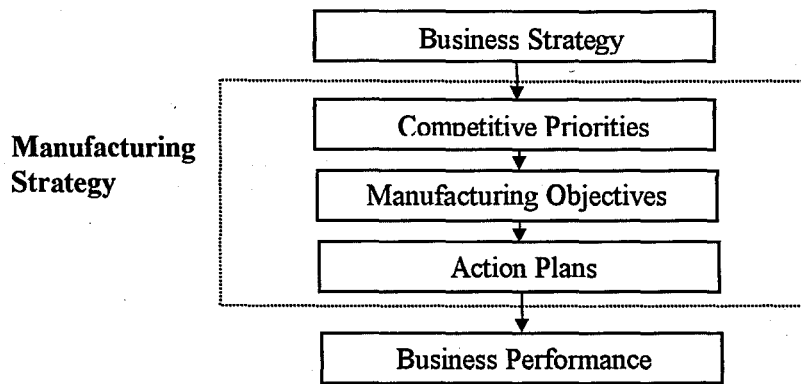 Business Strategy
Competitive Priorities
Manufacturing
Strategy
Manufacturing Objectives
Action Plans
Business Performance